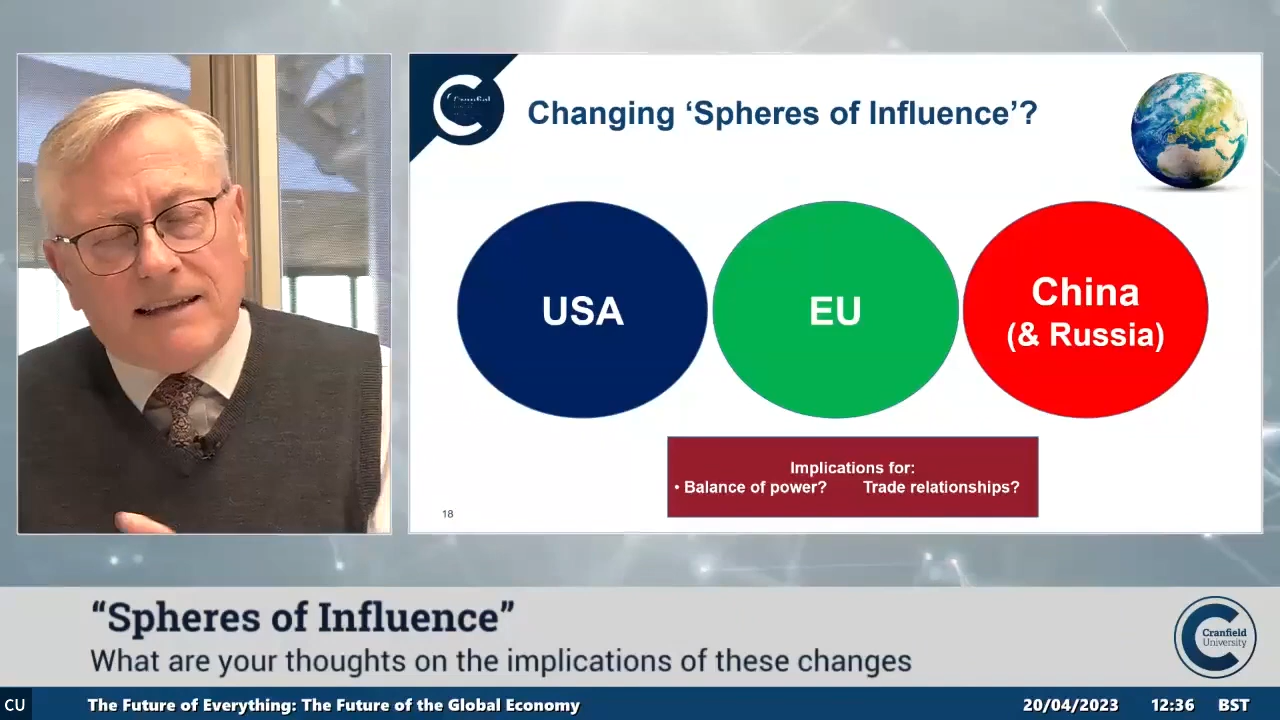 Cranfield
Changing ‘Spheres of Influence’?
USA
EU
China
(& Russia)
Implications for:
• Balance of power? Trade relationships?
18
“Spheres of Influence”
What are your thoughts on the implications of these changes
Cranfield
University
CU
The Future of Everything: The Future of the Global Economy
20/04/2023 12:36 BST